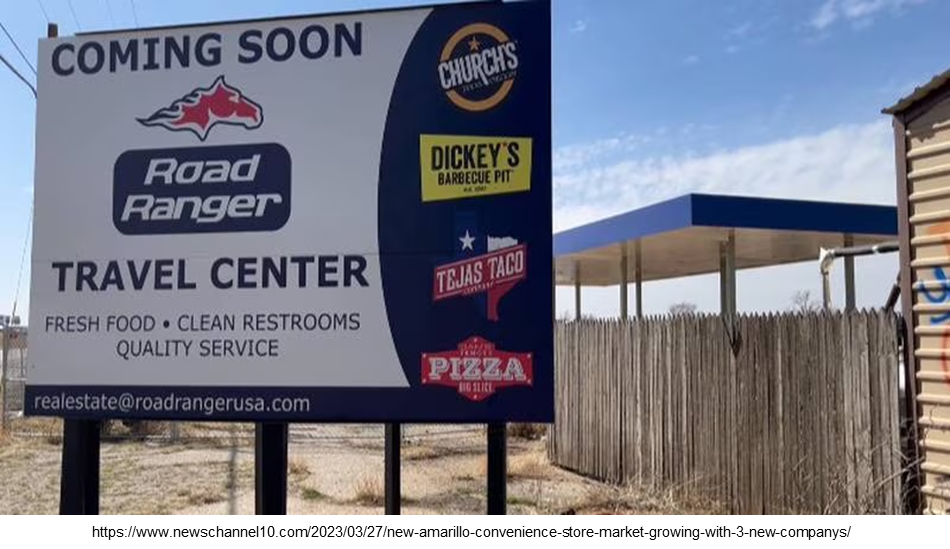 COMING SOON
Road
Ranger
TRAVEL CENTER
FRESH FOOD • CLEAN RESTROOMS
QUALITY SERVICE
realestate@roadrangerusa.com
CHURCH'S
DICKEY'S
BARBECUE PIT
TEJAS TACO
PIZZA
BIG SLICE
https://www.newschannel10.com/2023/03/27/new-amarillo-convenience-store-market-growing-with-3-new-companys/